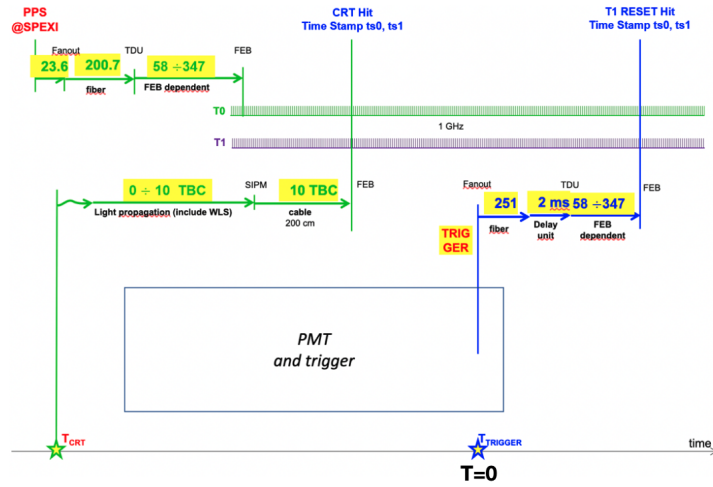 PPS
@SPEXI
CRT Hit
Time Stamp ts0, ts1
T1 RESET Hit
Time Stamp ts0, ts1
Fanout
TDU
FEB
23.6
200.7
58 ÷347
fiber
FEB dependent
T0
1 GHz
T1
0 ÷ 10 TBC
SIPM
10 TBC
FEB
Light propagation (include WLS)
cable
200 cm
Fanout
TDU
FEB
251
2 ms
58 ÷347
fiber
Delay
unit
FEB
dependent
TRIG
GER
PMT
and trigger
TCRT
TTRIGGER
time
T=0